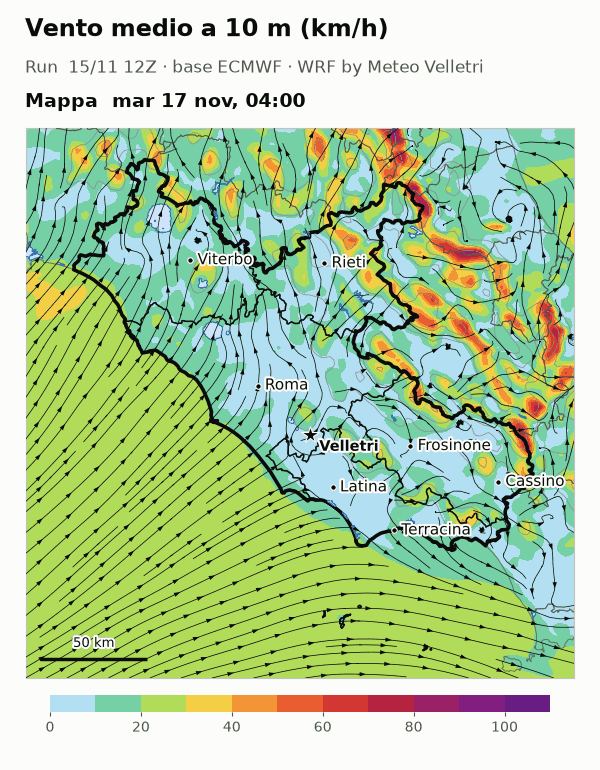 Vento medio a 10 m (km/h)
Run  15/11 12Z · base ECMWF · WRF by Meteo Velletri
Mappa  mar 17 nov, 04:00
Viterbo
Rieti
Roma
Velletri
Frosinone
Latina
Cassino
Terracina
50 km
0 20 40 60 80 100